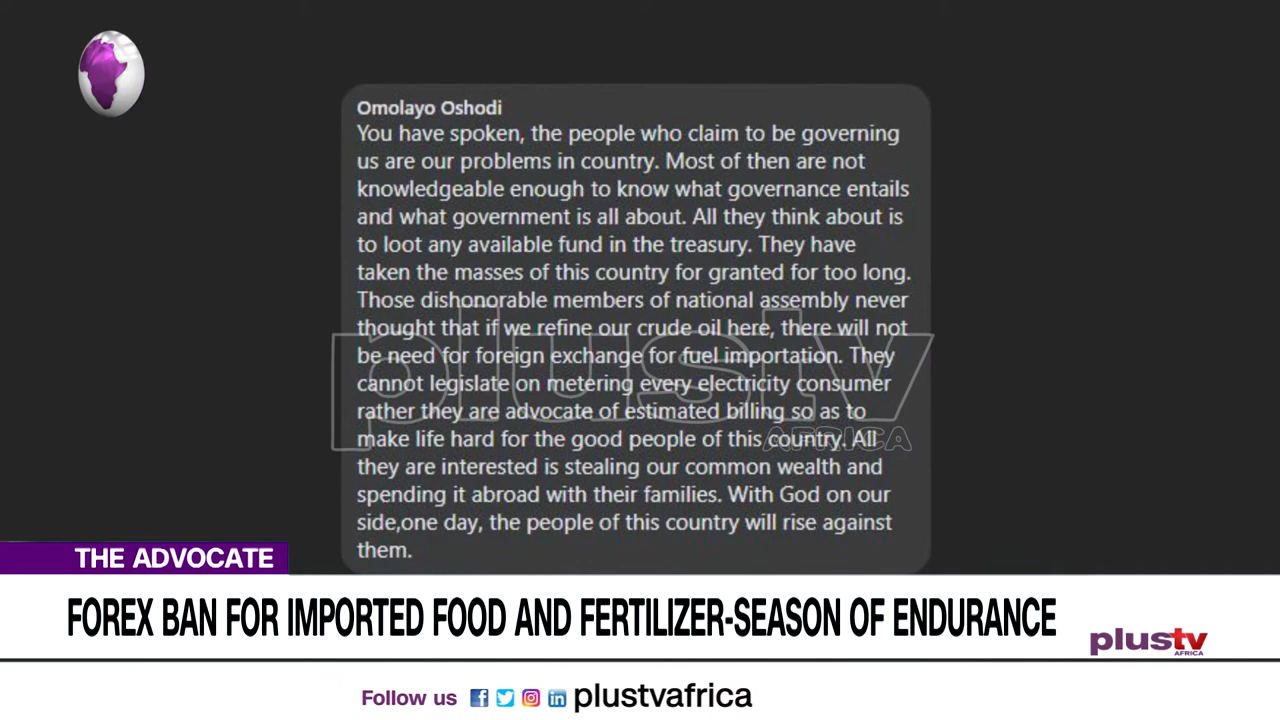 Omolayo Oshodi
You have spoken, the people who claim to be governing
us are our problems in country. Most of then are not
knowledgeable enough to know what governance entails
and what government is all about. All they think about is
to loot any available fund in the treasury. They have
taken the masses of this country for granted for too long.
Those dishonorable members of national assembly never
thought that if we refine our crude oil here, there will not
be need for foreign exchange for fuel importation. They
cannot legislate on metering every electricity consumer
rather they are advocate of estimated billing so as to
make life hard for the good people of this country. All
they are interested is stealing our common wealth and
spending it abroad with their families. With God on our
side,one day, the people of this country will rise against
them.
plustv
AFRICA
THE ADVOCATE
FOREX BAN FOR IMPORTED FOOD AND FERTILIZER-SEASON OF ENDURANCE
plustv
AFRICA
Follow us plustvafrica